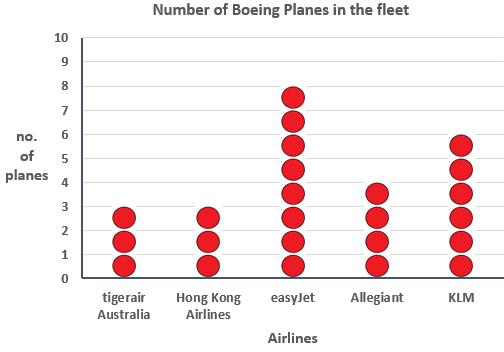 Number of Boeing Planes in the fleet
10
9
8
7
6
5
4
3
2
1
0
no.
of
planes
tigerair
Australia
Hong Kong
Airlines
easyJet
Allegiant
KLM
Airlines